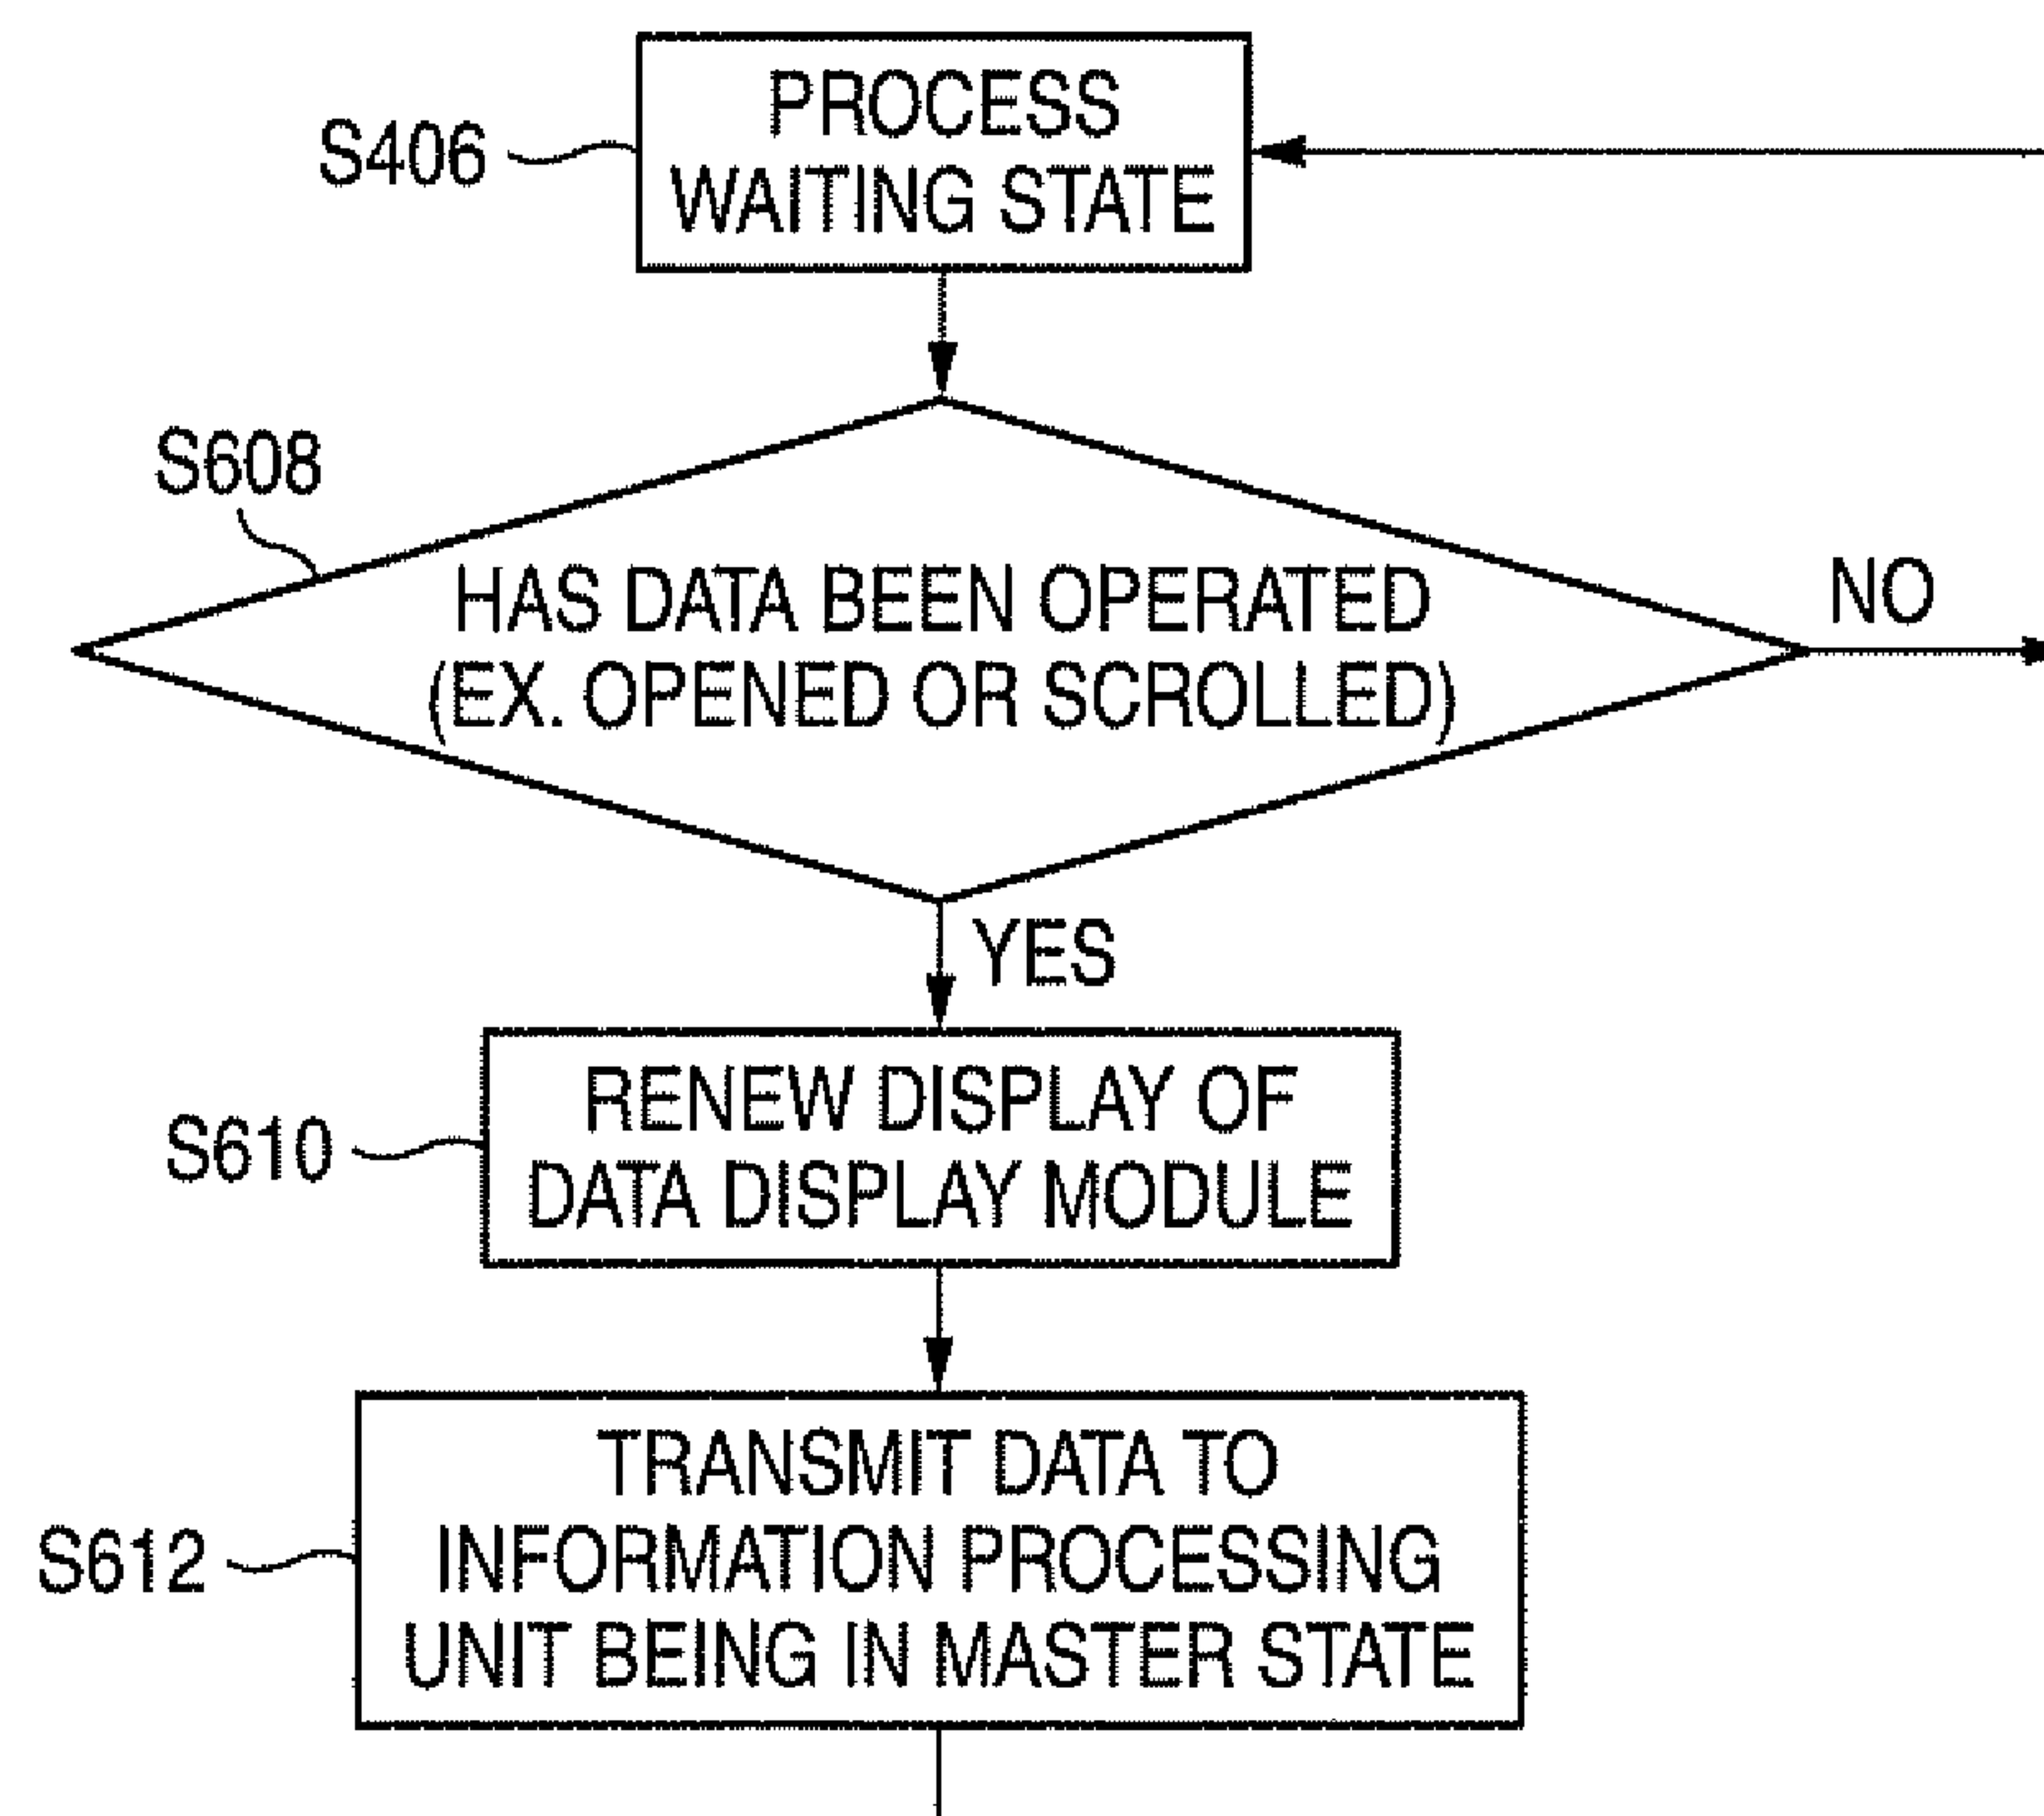 PROCESS
WAITING STATE
S406
S608
HAS DATA BEEN OPERATED
(EX. OPENED OR SCROLLED)
NO
YES
S610
RENEW DISPLAY OF
DATA DISPLAY MODULE
S612
TRANSMIT DATA TO
INFORMATION PROCESSING
UNIT BEING IN MASTER STATE